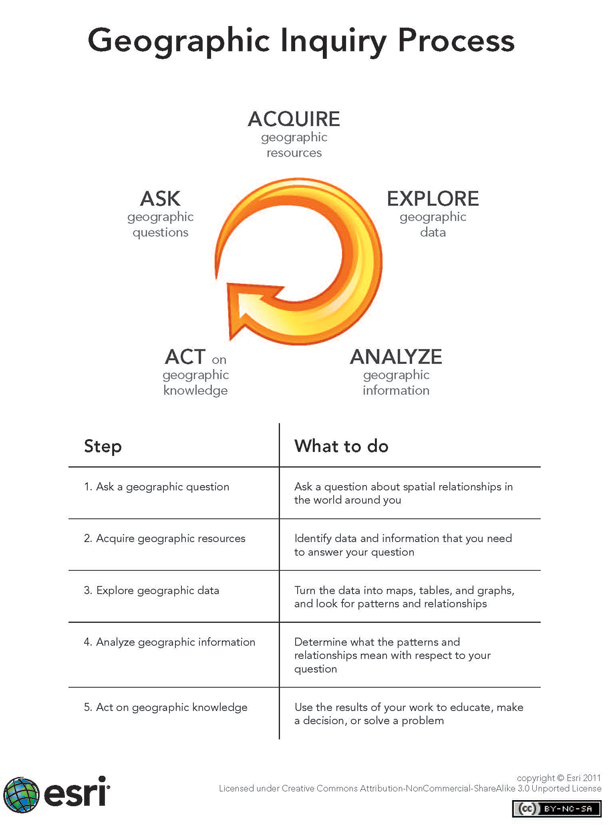 Geographic Inquiry Process
ACQUIRE
geographic
resources
ASK
geographic
questions
EXPLORE
geographic
data
ACT on
geographic
knowledge
ANALYZE
geographic
information
Step
What to do
1. Ask a geographic question
Ask a question about spatial relationships in
the world around you
2. Acquire geographic resources
Identify data and information that you need
to answer your question
3. Explore geographic data
Turn the data into maps, tables, and graphs,
and look for patterns and relationships
4. Analyze geographic information
Determine what the patterns and
relationships mean with respect to your
question
5. Act on geographic knowledge
Use the results of your work to educate, make
a decision, or solve a problem
esri
copyright © Esri 2011
Licensed under Creative Commons Attribution-NonCommercial-ShareAlike 3.0 Unported License
cc BY-NC-SA